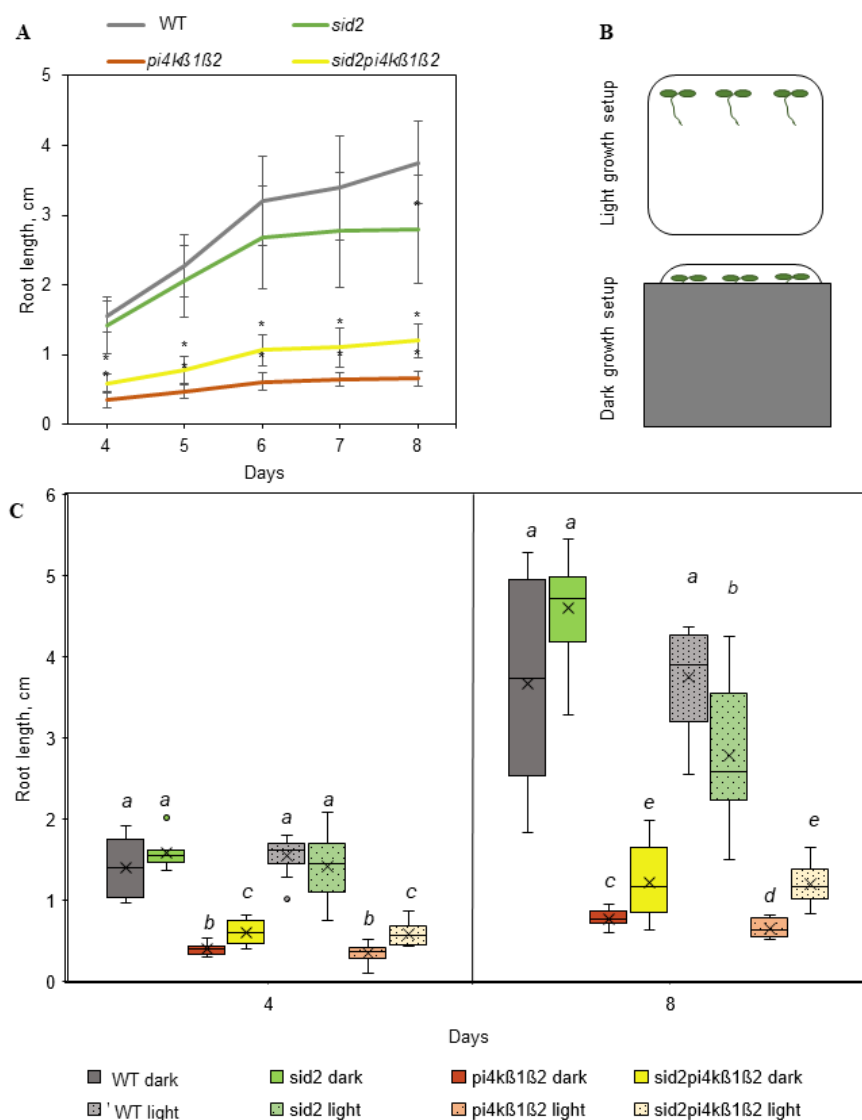 A
WT
sid2
pi4kß1ß2
sid2pi4kß1ß2
5
4
3
2
1
0
Root length, cm
* * * * * * * * * * *
4 5 6 7 8
Days
B
Light growth setup
Dark growth setup
C
6
5
4
3
2
1
0
Root length, cm
a a b c a a b c
a a c e a b d e
4 8
Days
WT dark sid2 dark pi4kß1ß2 dark sid2pi4kß1ß2 dark
' WT light sid2 light pi4kß1ß2 light sid2pi4kß1ß2 light